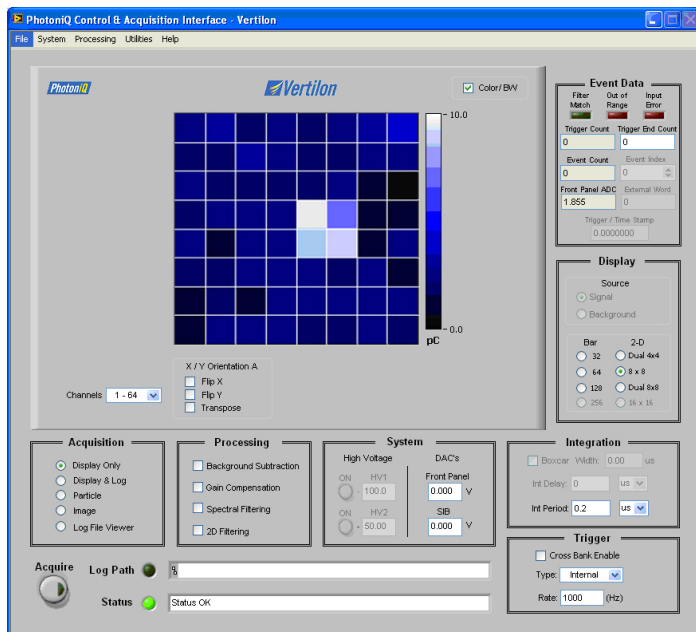 PhotoniQ Control & Acquisition Interface - Vertilon
File System Processing Utilities Help
PhotoniQ
Vertilon
Color/ BW
10.0
0.0
pC
X / Y Orientation A
Flip X
Flip Y
Transpose
Channels 1 - 64
Event Data
Filter Match
Out of Range
Input Error
Trigger Count Trigger End Count
0 0
Event Count Event Index
0 0
Front Panel ADC External Word
1.855 0
Trigger / Time Stamp
0.0000000
Display
Source
Signal
Background
Bar 2-D
32 Dual 4x4
64 8 x 8
128 Dual 8x8
256 16 x 16
Acquisition
Display Only
Display & Log
Particle
Image
Log File Viewer
Processing
Background Subtraction
Gain Compensation
Spectral Filtering
2D Filtering
System
High Voltage DAC's
ON HV1 Front Panel
100.0 0.000 V
ON HV2 SIB
50.00 0.000 V
Integration
Boxcar Width: 0.00 us
Int Delay: 0 us
Int Period: 0.2 us
Trigger
Cross Bank Enable
Type: Internal
Rate: 1000 (Hz)
Acquire
Log Path %
Status Status OK